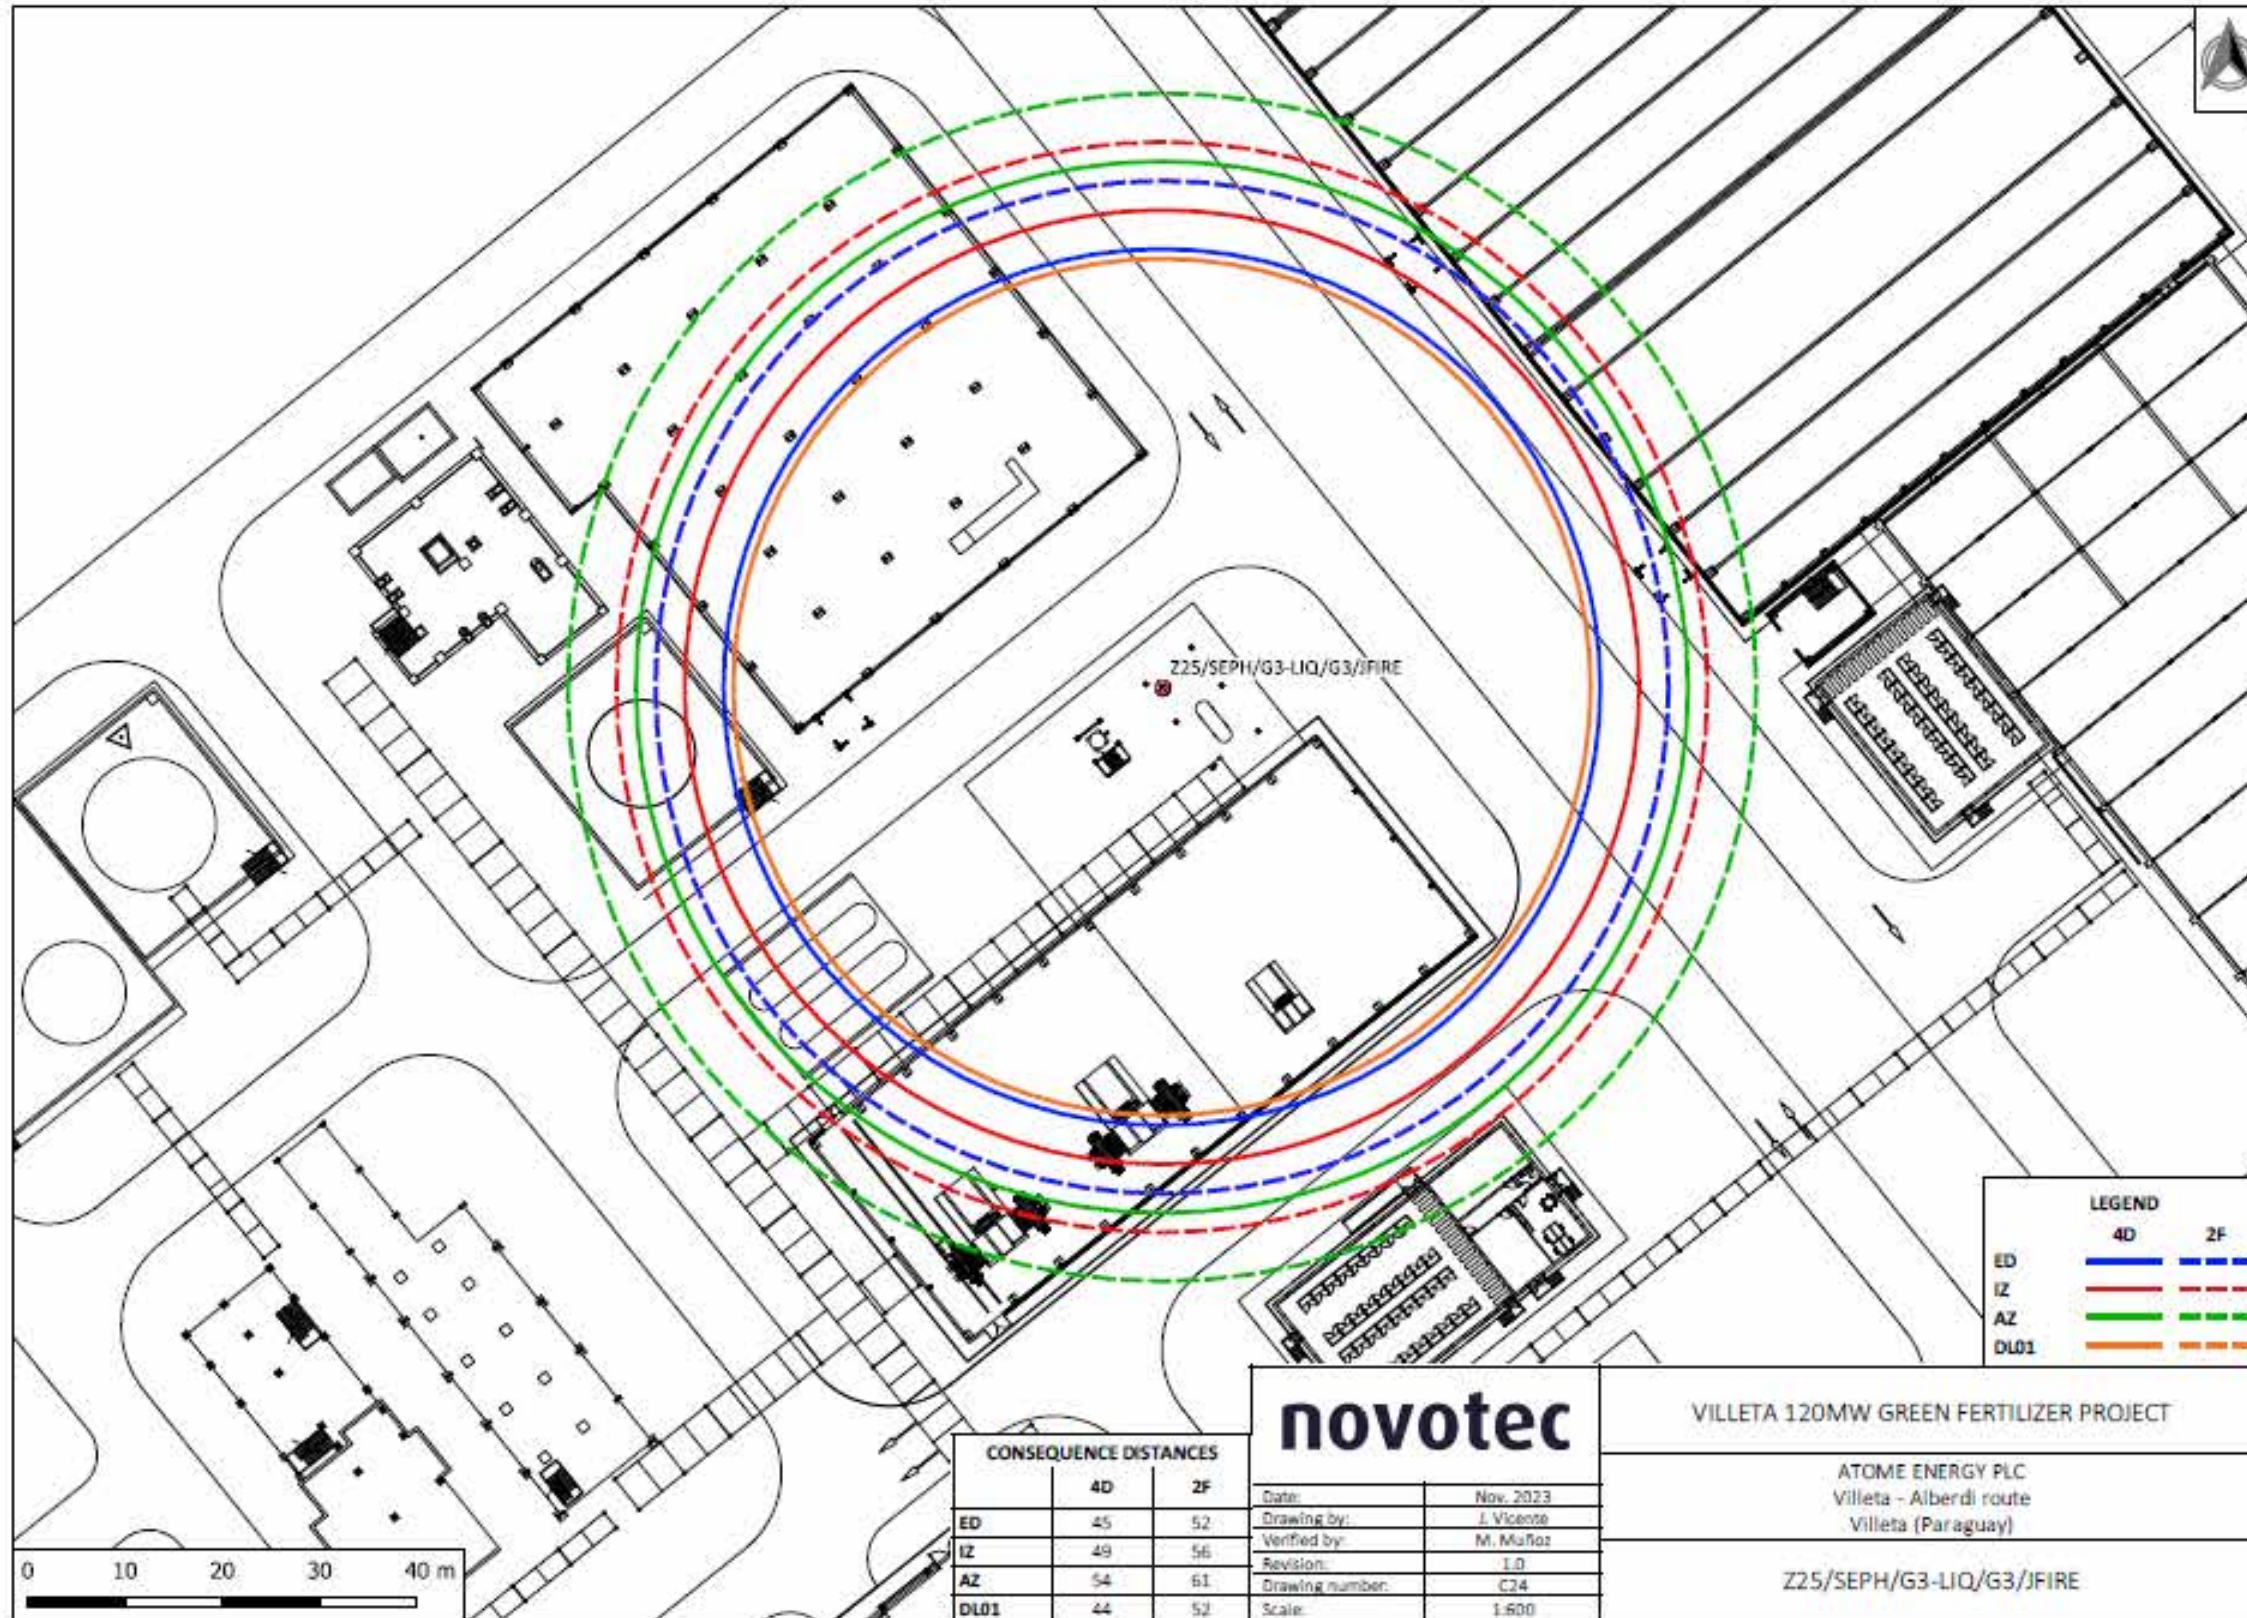 Z25/SEPH/G3-LIQ/G3/JFIRE
LEGEND
4D 2F
ED
IZ
AZ
DL01
0 10 20 30 40 m
CONSEQUENCE DISTANCES
4D 2F
ED 45 52
IZ 49 56
AZ 54 61
DL01 44 52
novotec
Date: Nov. 2023
Drawing by: J. Vicente
Verified by: M. Muñoz
Revision: 1.0
Drawing number: C24
Scale: 1:600
VILLETA 120MW GREEN FERTILIZER PROJECT
ATOME ENERGY PLC
Villeta - Alberdi route
Villeta (Paraguay)
Z25/SEPH/G3-LIQ/G3/JFIRE